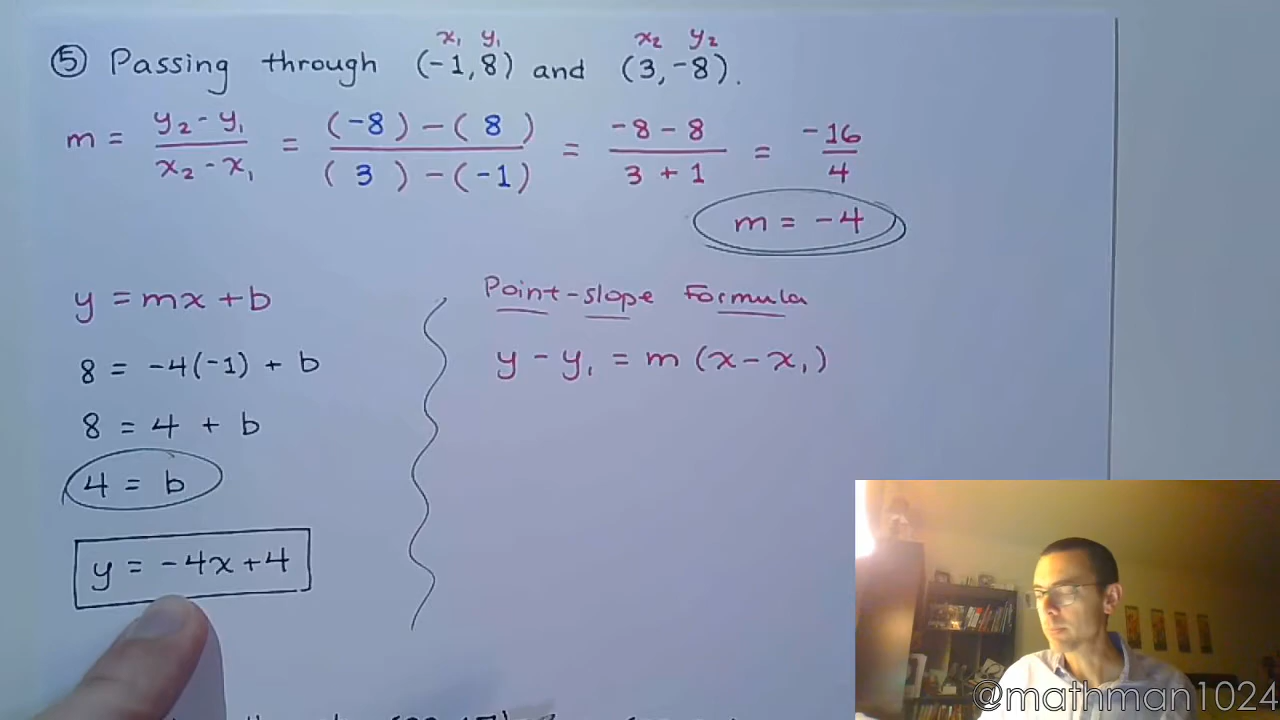 ⑤ Passing through (-1, 8) and (3, -8).
x₁ y₁ x₂ y₂
m = y₂ - y₁ / x₂ - x₁ = (-8) - (8) / (3) - (-1) = -8 - 8 / 3 + 1 = -16 / 4
m = -4
y = mx + b
8 = -4(-1) + b
8 = 4 + b
4 = b
y = -4x + 4
Point-slope Formula
y - y₁ = m (x - x₁)
@mathman1024